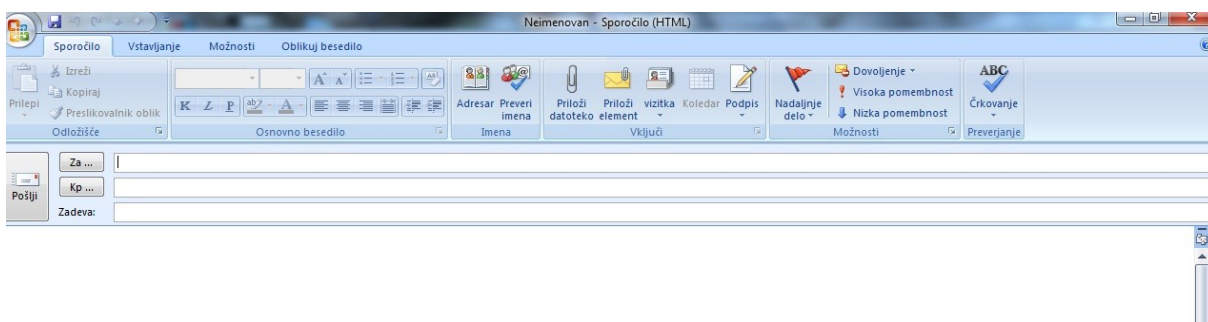 Neimenovan - Sporočilo (HTML)
Sporočilo Vstavljanje Možnosti Oblikuj besedilo
Prilepi
Izreži
Kopiraj
Preslikovalnik oblik
Odložišče
A A
K L P ab A
Osnovno besedilo
Adresar Preveri imena
Imena
Priloži datoteko
Priloži element
vizitka
Koledar
Podpis
Vključi
Nadaljnje delo
Dovoljenje
Visoka pomembnost
Nizka pomembnost
Možnosti
ABC
Črkovanje
Preverjanje
Pošlji
Za ...
Kp ...
Zadeva: